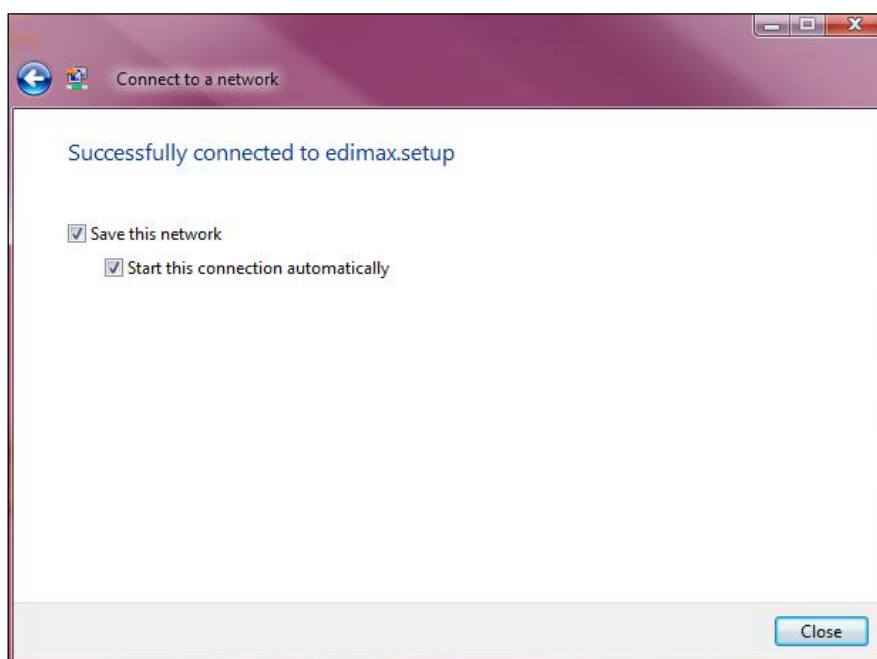 Connect to a network
Successfully connected to edimax.setup
Save this network
Start this connection automatically
Close